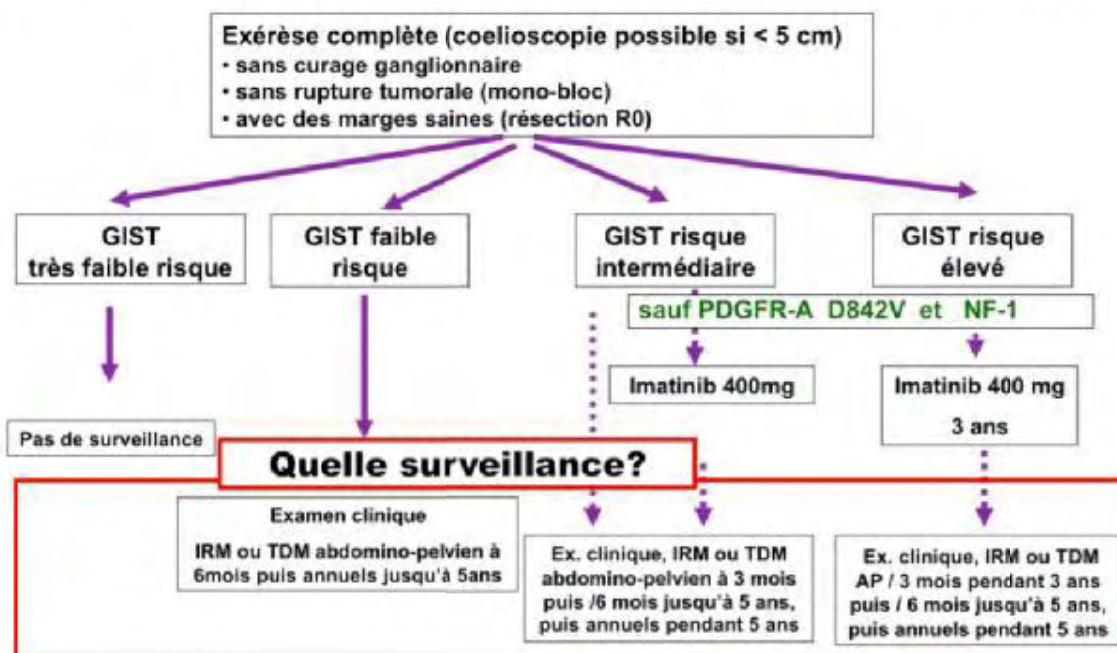 Exérèse complète (coelioscopie possible si < 5 cm)
• sans curage ganglionnaire
• sans rupture tumorale (mono-bloc)
• avec des marges saines (résection R0)
GIST
très faible risque
GIST faible
risque
GIST risque
intermédiaire
GIST risque
élevé
sauf PDGFR-A D842V et NF-1
Imatinib 400mg
Imatinib 400 mg
3 ans
Pas de surveillance
Quelle surveillance?
Examen clinique
IRM ou TDM abdomino-pelvien à
6mois puis annuels jusqu'à 5ans
Ex. clinique, IRM ou TDM
abdomino-pelvien à 3 mois
puis /6 mois jusqu'à 5 ans,
puis annuels pendant 5 ans
Ex. clinique, IRM ou TDM
AP / 3 mois pendant 3 ans
puis / 6 mois jusqu'à 5 ans,
puis annuels pendant 5 ans